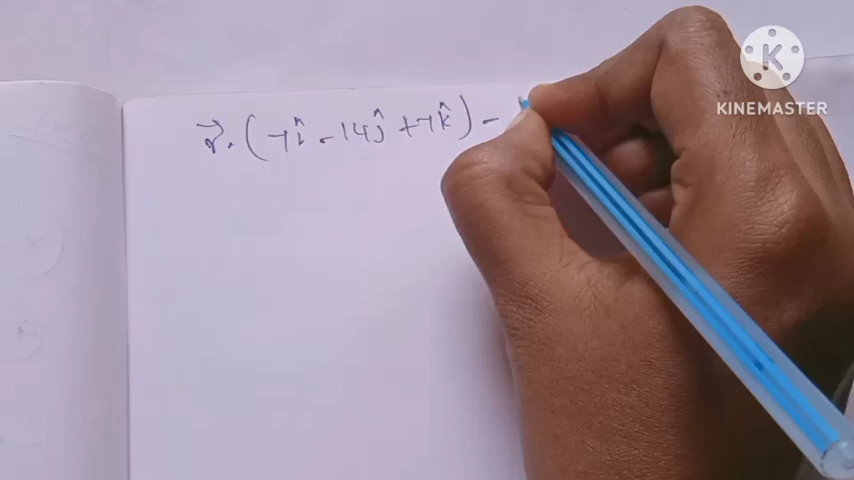 r⃗. (7î - 14ĵ + 7k̂) -
KINEMASTER